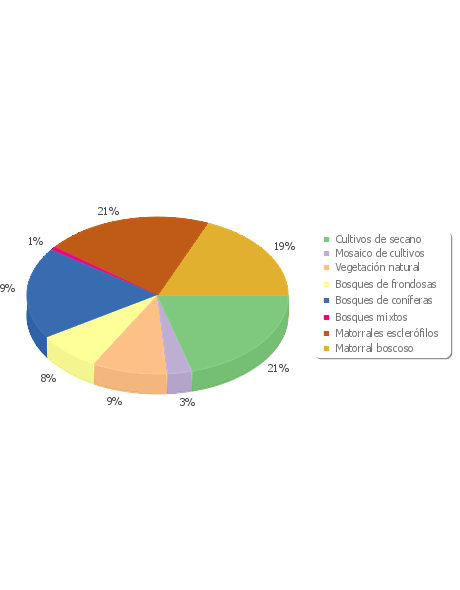 21%
1%
19%
9%
8%
9%
3%
21%
Cultivos de secano
Mosaico de cultivos
Vegetación natural
Bosques de frondosas
Bosques de coníferas
Bosques mixtos
Matorrales esclerófilos
Matorral boscoso